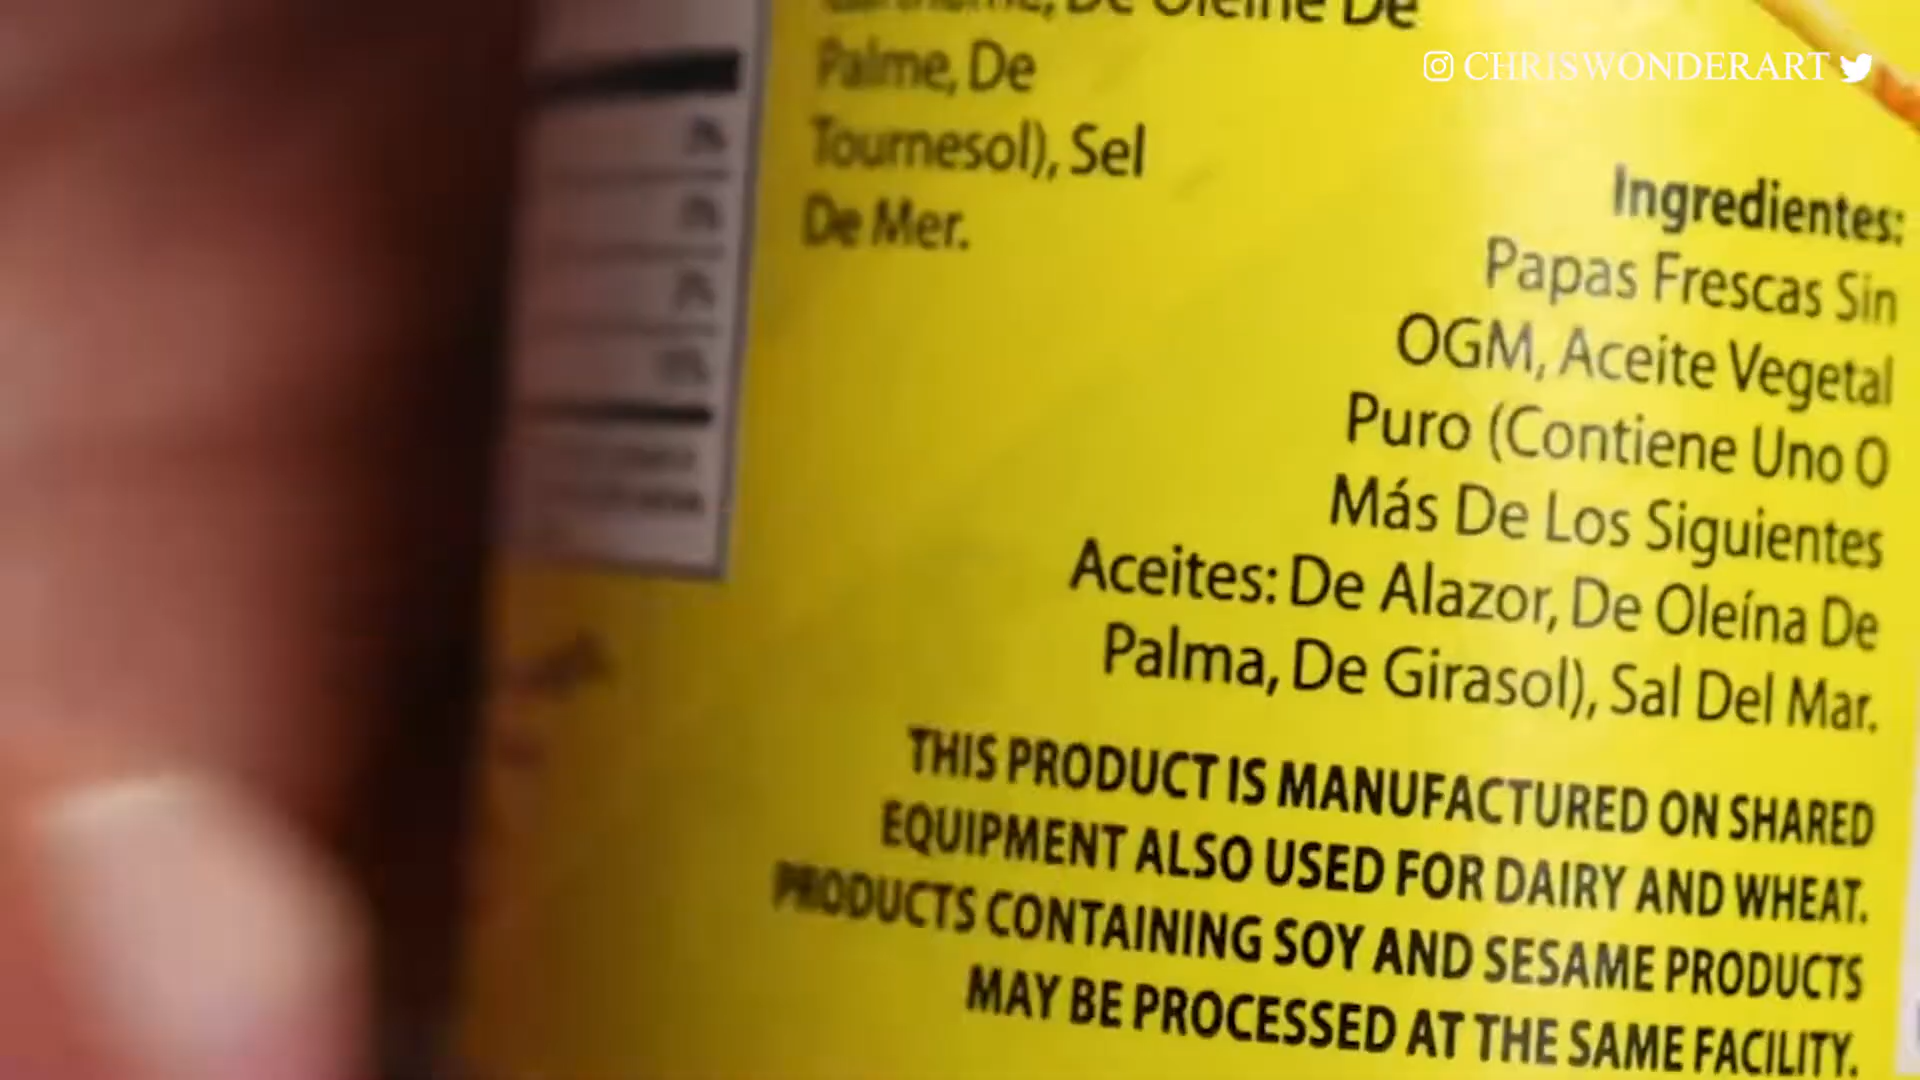 De Oleine De
Palme, De
Tournesol), Sel
De Mer.
CHRISWONDERART
Ingredientes:
Papas Frescas Sin
OGM, Aceite Vegetal
Puro (Contiene Uno O
Más De Los Siguientes
Aceites: De Alazor, De Oleína De
Palma, De Girasol), Sal Del Mar.
THIS PRODUCT IS MANUFACTURED ON SHARED
EQUIPMENT ALSO USED FOR DAIRY AND WHEAT.
PRODUCTS CONTAINING SOY AND SESAME PRODUCTS
MAY BE PROCESSED AT THE SAME FACILITY.